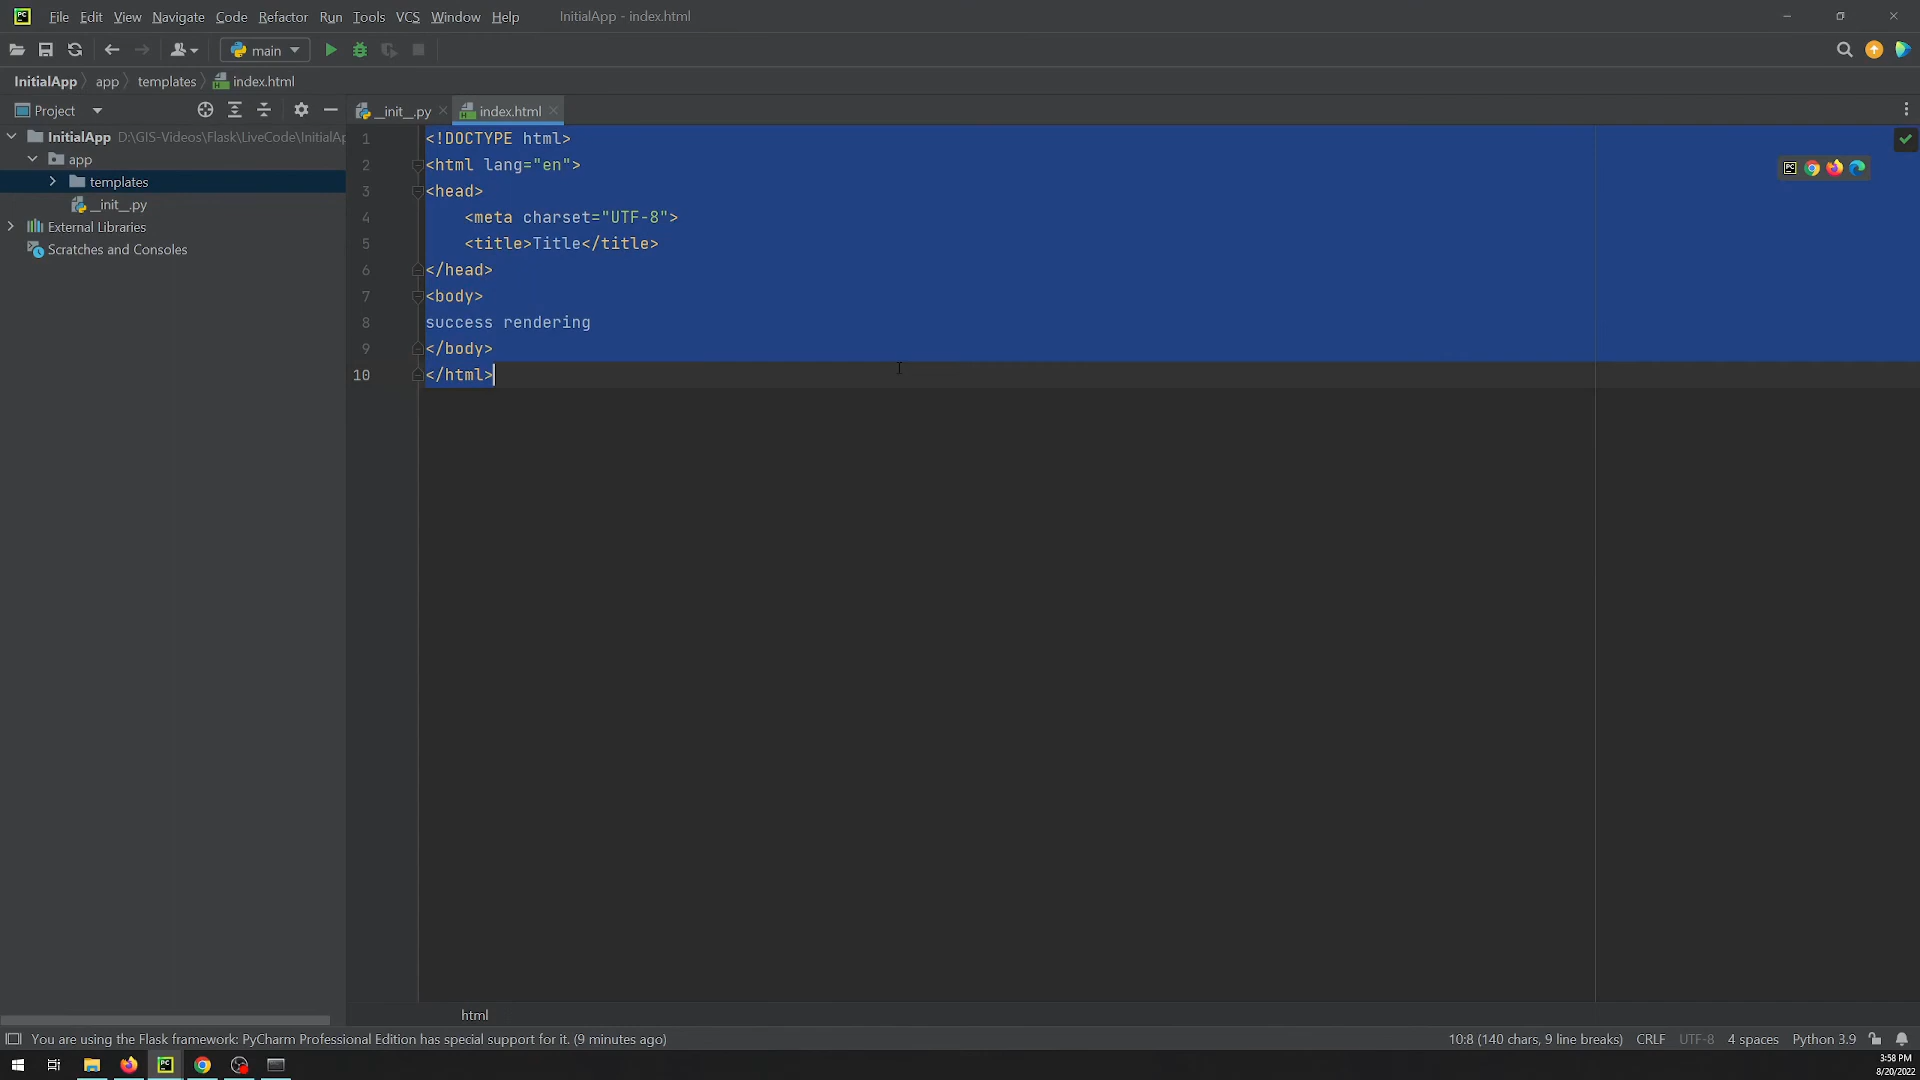 File Edit View Navigate Code Refactor Run Tools VCS Window Help InitialApp - index.html
main
InitialApp app templates index.html
Project
__init__.py index.html
InitialApp D:\GIS-Videos\Flask\LiveCode\InitialAp
app
templates
__init__.py
External Libraries
Scratches and Consoles
1 <!DOCTYPE html>
2 <html lang="en">
3 <head>
4 <meta charset="UTF-8">
5 <title>Title</title>
6 </head>
7 <body>
8 success rendering
9 </body>
10 </html>
html
You are using the Flask framework: PyCharm Professional Edition has special support for it. (9 minutes ago) 10:8 (140 chars, 9 line breaks) CRLF UTF-8 4 spaces Python 3.9
3:58 PM
8/20/2022